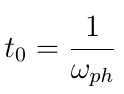 t_0 = \frac{1}{\omega_{ph}}